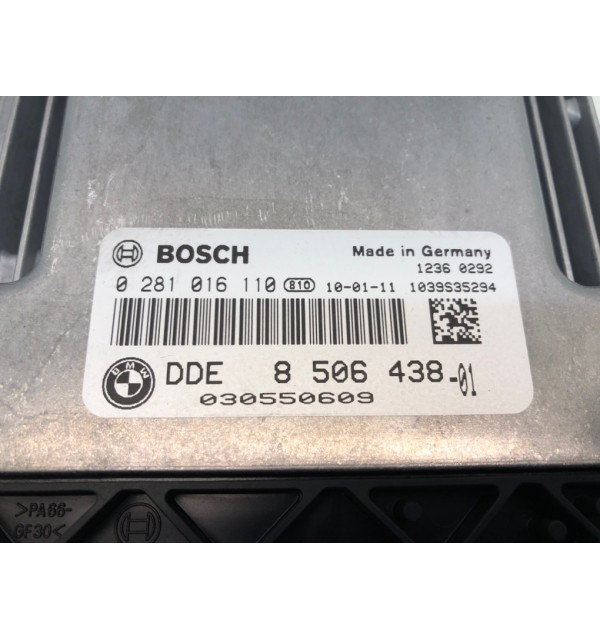 BOSCH Made in Germany
1236 0292
0 281 016 110 810 10-01-11 1039S35294
BMW DDE 8 506 438-01
030550609
>PA66-
GF30<